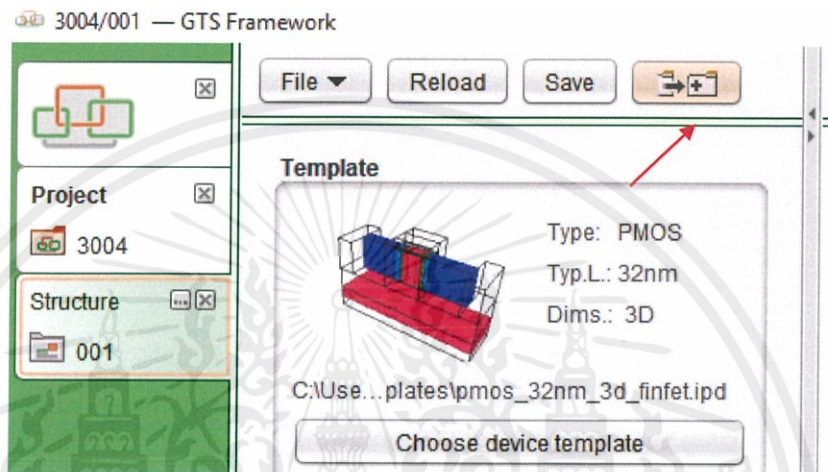 3004/001 — GTS Framework
File Reload Save
Project
3004
Structure
001
Template
Type: PMOS
Typ.L.: 32nm
Dims.: 3D
C:\Use...plates\pmos_32nm_3d_finfet.ipd
Choose device template